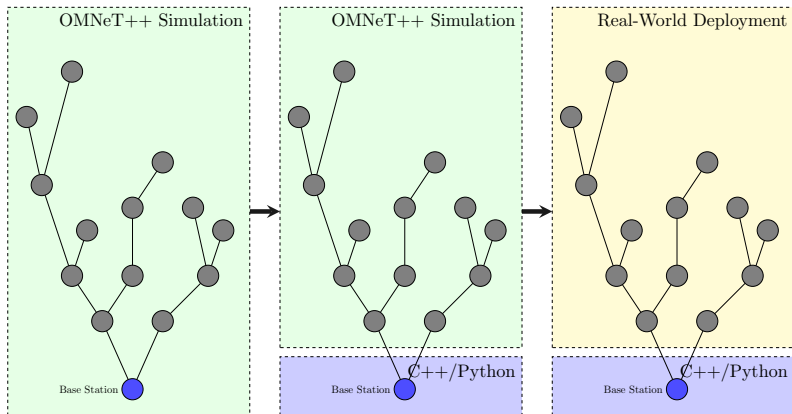 OMNeT++ Simulation
OMNeT++ Simulation
Real-World Deployment
C++/Python
C++/Python
Base Station
Base Station
Base Station